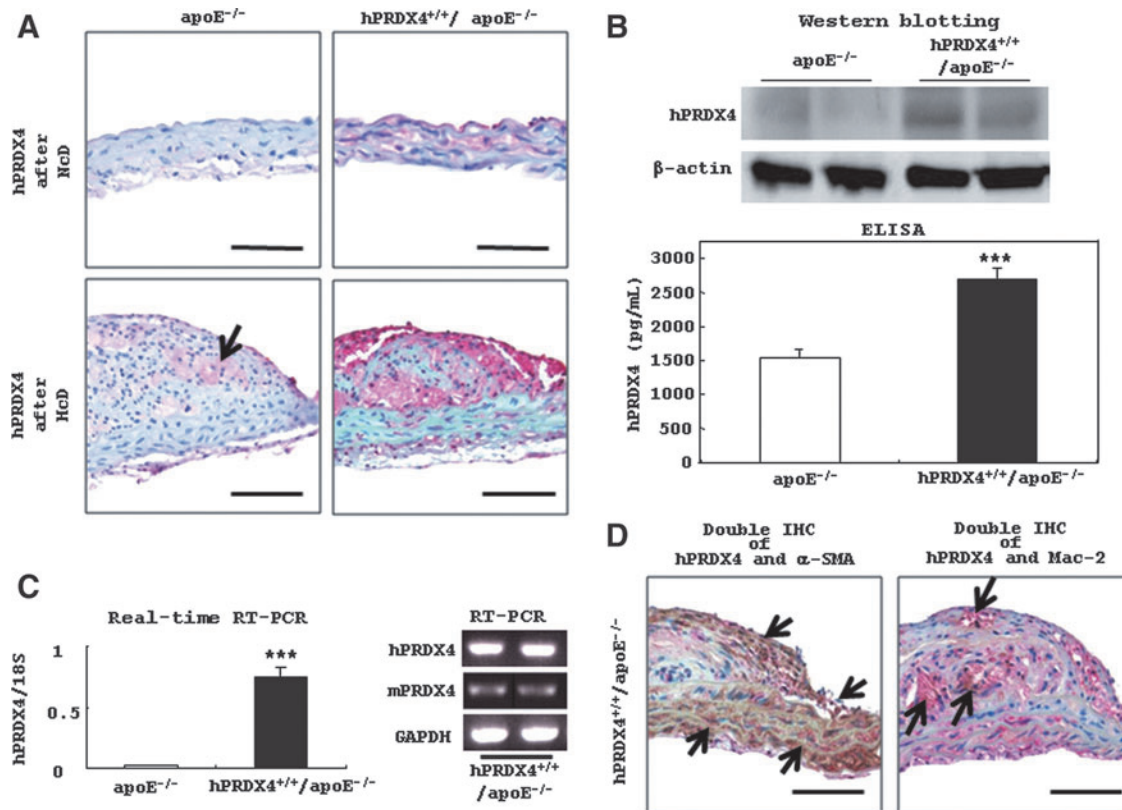 A
apoE⁻/⁻
hPRDX4⁺/⁺/ apoE⁻/⁻
hPRDX4
after
NcD
hPRDX4
after
HcD
B
Western blotting
apoE⁻/⁻
hPRDX4⁺/⁺
/apoE⁻/⁻
hPRDX4
β-actin
ELISA
hPRDX4 (pg/mL)
3000
2500
2000
1500
1000
500
0
***
apoE⁻/⁻
hPRDX4⁺/⁺/apoE⁻/⁻
C
Real-time RT-PCR
hPRDX4/18S
1
0.5
0
***
apoE⁻/⁻
hPRDX4⁺/⁺/apoE⁻/⁻
RT-PCR
hPRDX4
mPRDX4
GAPDH
hPRDX4⁺/⁺
/apoE⁻/⁻
D
Double IHC
of
hPRDX4 and α-SMA
Double IHC
of
hPRDX4 and Mac-2
hPRDX4⁺/⁺/apoE⁻/⁻